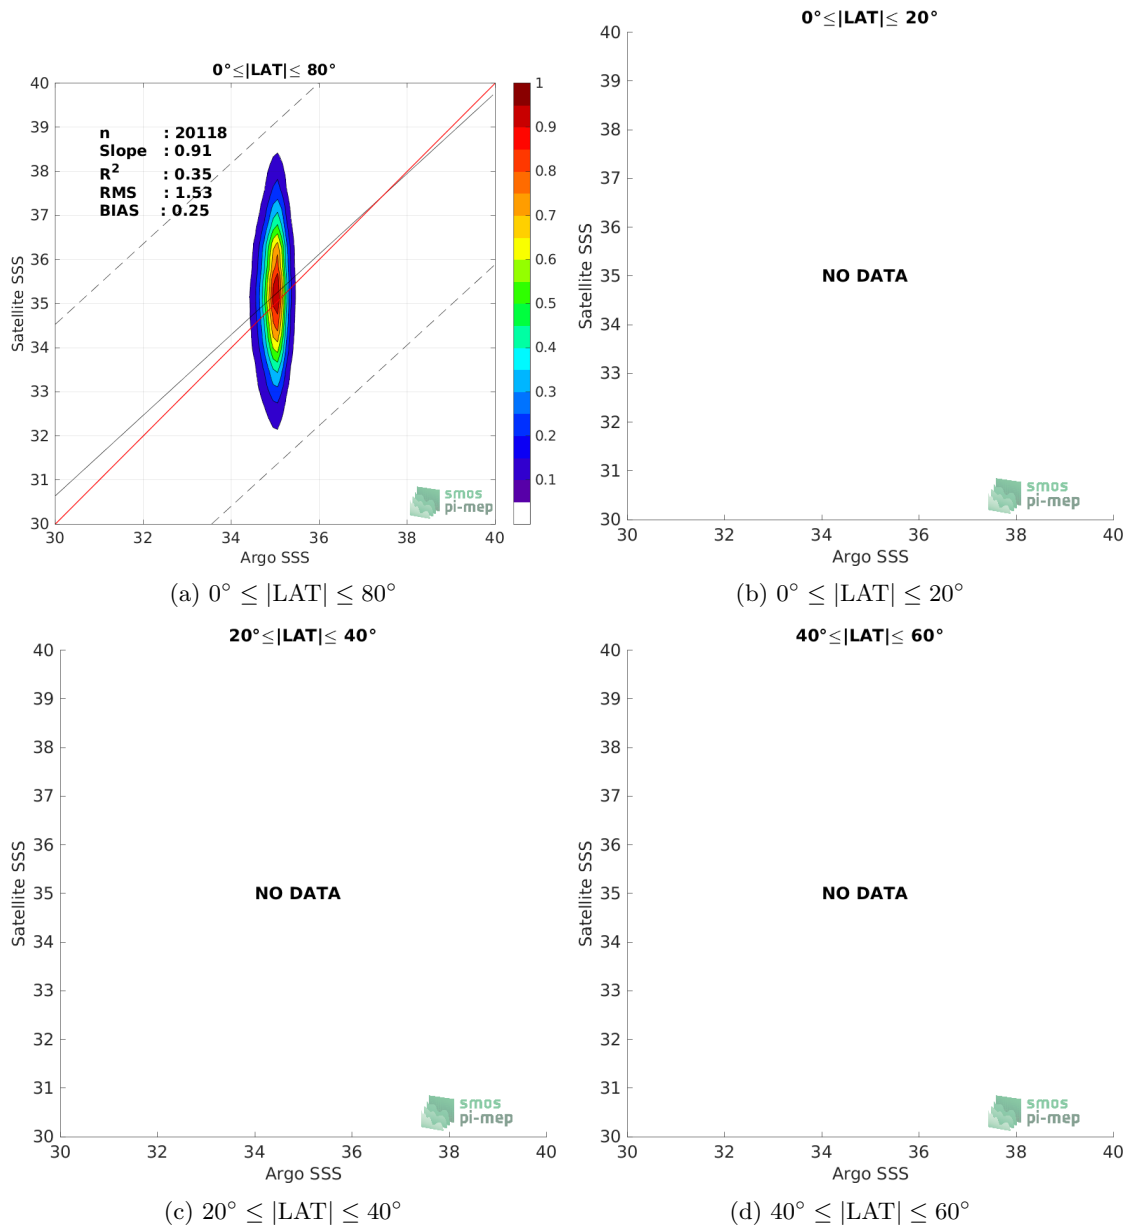 0°≤|LAT|≤ 80°
40
39
38
37
36
35
34
33
32
31
30
Satellite SSS
n : 20118
Slope : 0.91
R² : 0.35
RMS : 1.53
BIAS : 0.25
1
0.9
0.8
0.7
0.6
0.5
0.4
0.3
0.2
0.1
smos
pi-mep
30 32 34 36 38 40
Argo SSS
(a) 0° ≤ |LAT| ≤ 80°
0°≤|LAT|≤ 20°
40
39
38
37
36
35
34
33
32
31
30
Satellite SSS
NO DATA
smos
pi-mep
30 32 34 36 38 40
Argo SSS
(b) 0° ≤ |LAT| ≤ 20°
20°≤|LAT|≤ 40°
40
39
38
37
36
35
34
33
32
31
30
Satellite SSS
NO DATA
smos
pi-mep
30 32 34 36 38 40
Argo SSS
(c) 20° ≤ |LAT| ≤ 40°
40°≤|LAT|≤ 60°
40
39
38
37
36
35
34
33
32
31
30
Satellite SSS
NO DATA
smos
pi-mep
30 32 34 36 38 40
Argo SSS
(d) 40° ≤ |LAT| ≤ 60°